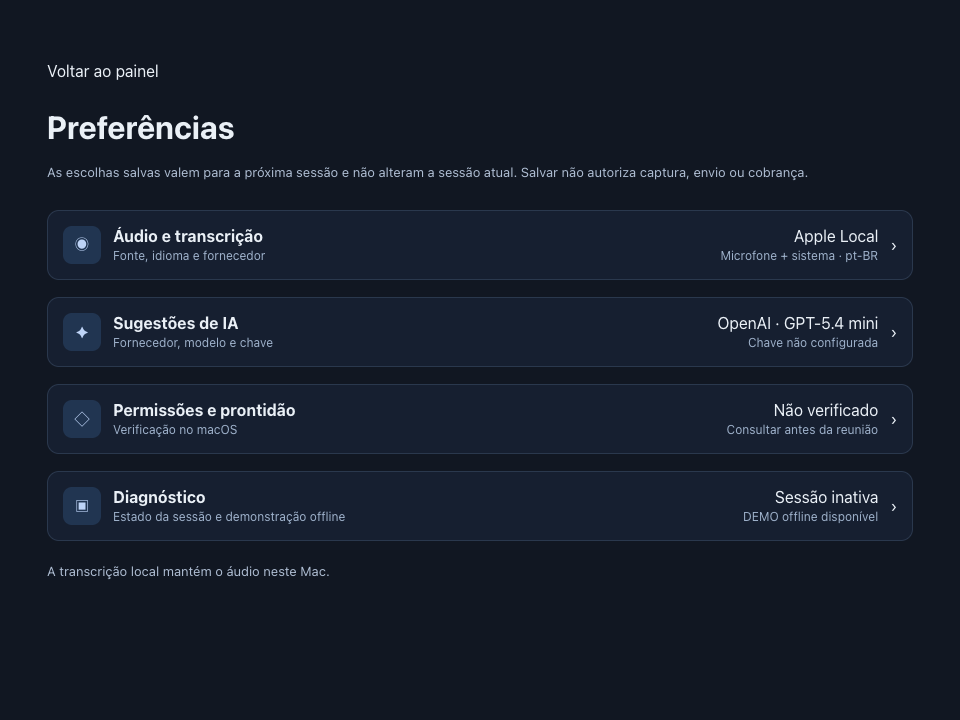 Voltar ao painel
Preferências
As escolhas salvas valem para a próxima sessão e não alteram a sessão atual. Salvar não autoriza captura, envio ou cobrança.
Áudio e transcrição
Fonte, idioma e fornecedor
Apple Local
Microfone + sistema · pt-BR
Sugestões de IA
Fornecedor, modelo e chave
OpenAI · GPT-5.4 mini
Chave não configurada
Permissões e prontidão
Verificação no macOS
Não verificado
Consultar antes da reunião
Diagnóstico
Estado da sessão e demonstração offline
Sessão inativa
DEMO offline disponível
A transcrição local mantém o áudio neste Mac.